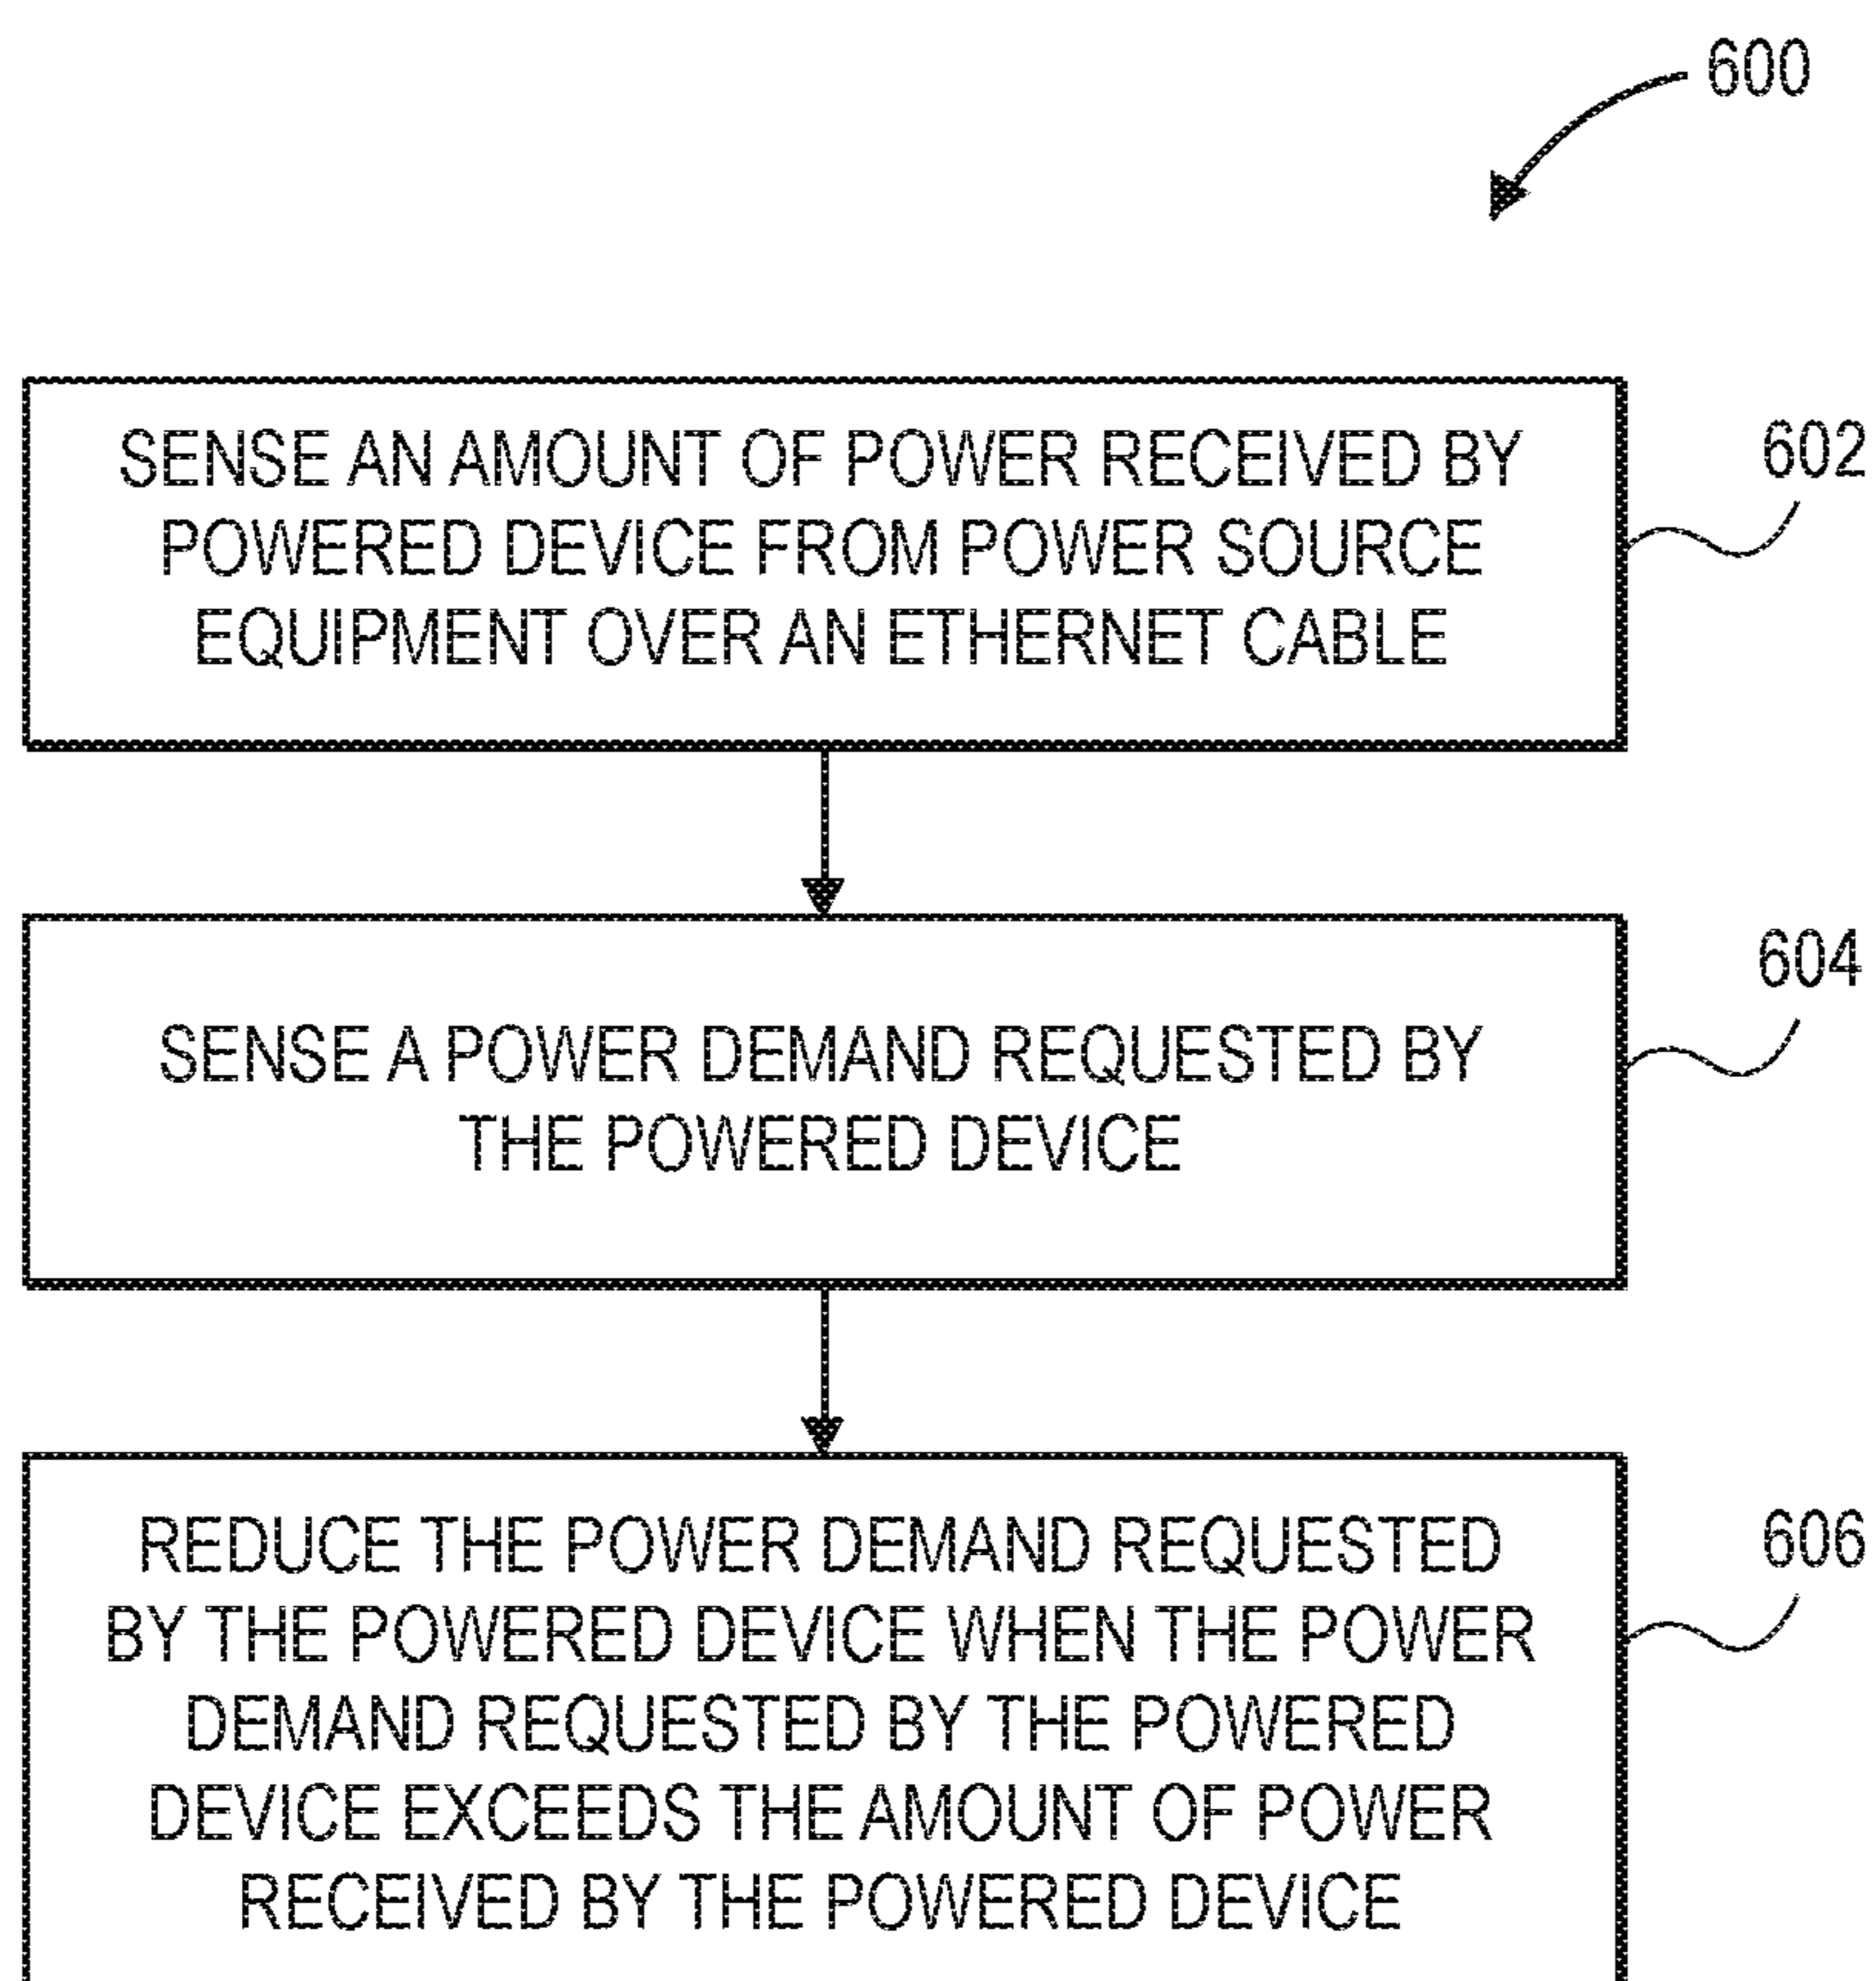 600
SENSE AN AMOUNT OF POWER RECEIVED BY
POWERED DEVICE FROM POWER SOURCE
EQUIPMENT OVER AN ETHERNET CABLE
602
SENSE A POWER DEMAND REQUESTED BY
THE POWERED DEVICE
604
REDUCE THE POWER DEMAND REQUESTED
BY THE POWERED DEVICE WHEN THE POWER
DEMAND REQUESTED BY THE POWERED
DEVICE EXCEEDS THE AMOUNT OF POWER
RECEIVED BY THE POWERED DEVICE
606